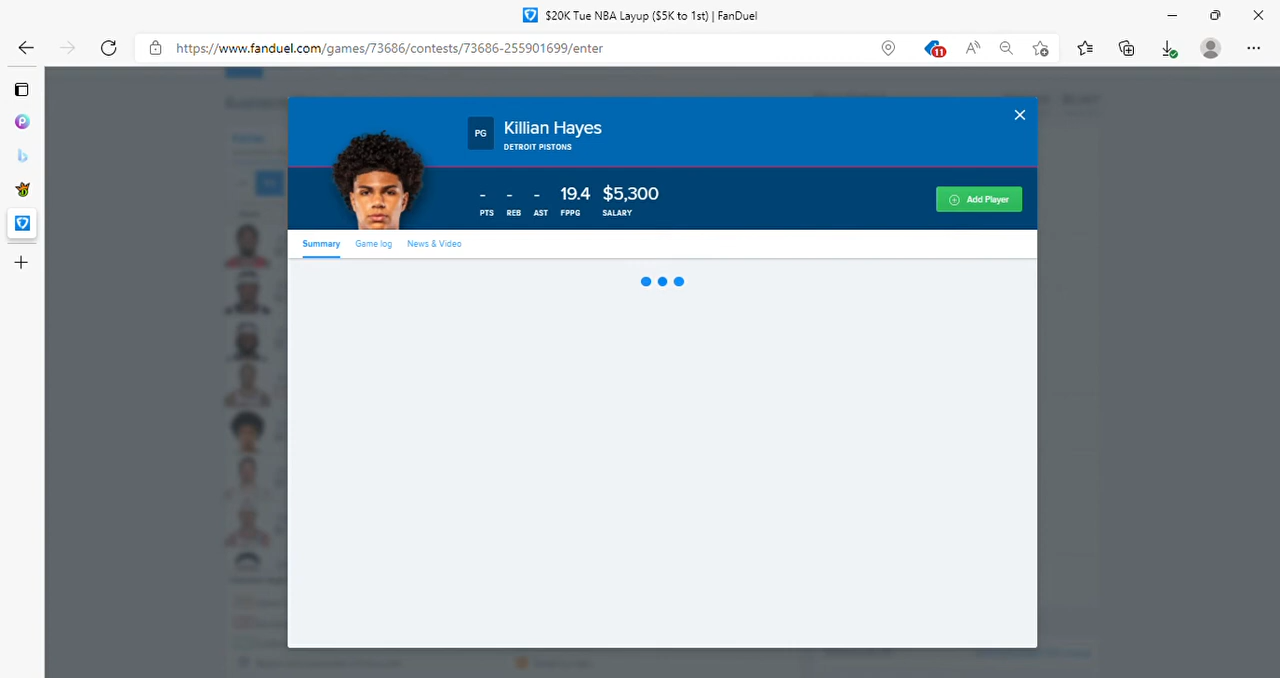 $20K Tue NBA Layup ($5K to 1st) | FanDuel
https://www.fanduel.com/games/73686/contests/73686-255901699/enter
11
PG
Killian Hayes
DETROIT PISTONS
- - - 19.4 $5,300
PTS REB AST FPPG SALARY
Add Player
Summary Game log News & Video